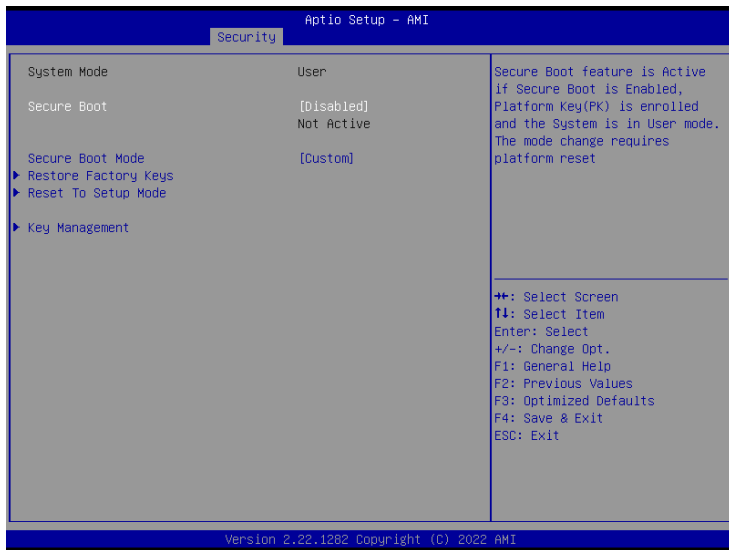 Aptio Setup - AMI
Security
System Mode User
Secure Boot [Disabled]
Not Active
Secure Boot Mode [Custom]
Restore Factory Keys
Reset To Setup Mode
Key Management
Secure Boot feature is Active
if Secure Boot is Enabled,
Platform Key(PK) is enrolled
and the System is in User mode.
The mode change requires
platform reset
→←: Select Screen
↑↓: Select Item
Enter: Select
+/-: Change Opt.
F1: General Help
F2: Previous Values
F3: Optimized Defaults
F4: Save & Exit
ESC: Exit
Version 2.22.1282 Copyright (C) 2022 AMI